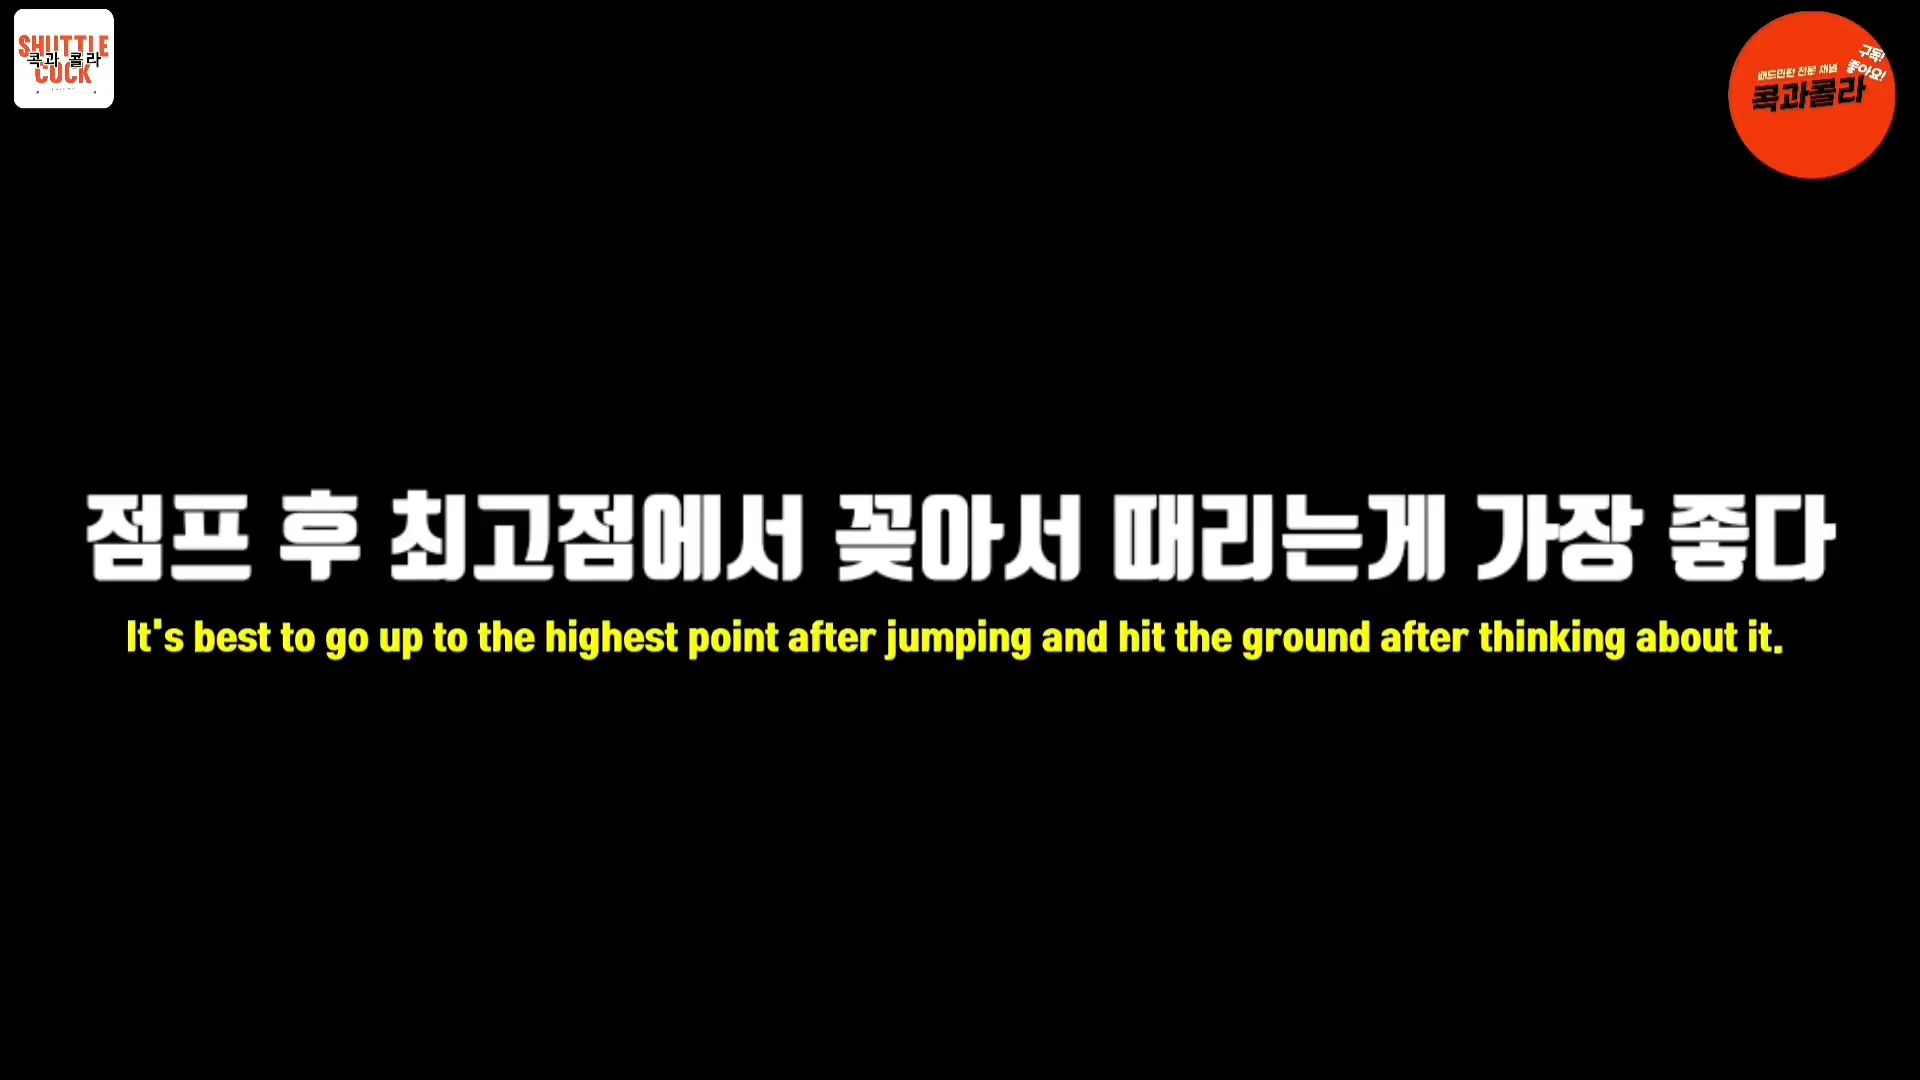 SHUTTLE
콕과 콜라
COCK
구독!
좋아요!
배드민턴 전문 채널
콕과콜라
점프 후 최고점에서 꽂아서 때리는게 가장 좋다
It's best to go up to the highest point after jumping and hit the ground after thinking about it.